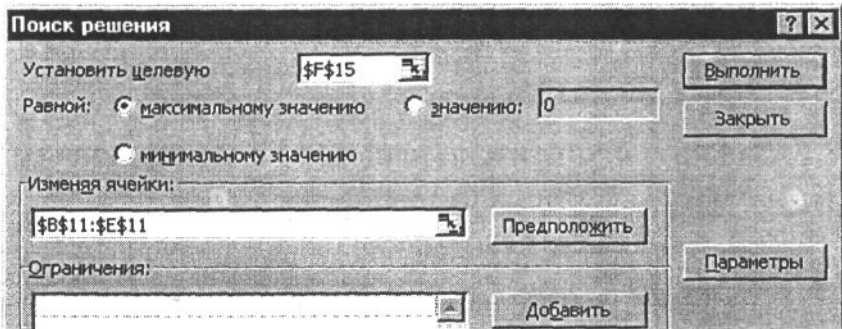 Поиск решения ? ×
Установить целевую $F$15 Выполнить
Равной: максимальному значению значению: 0 Закрыть
минимальному значению
Изменяя ячейки:
$B$11:$E$11 Предположить
Ограничения: Параметры
Добавить